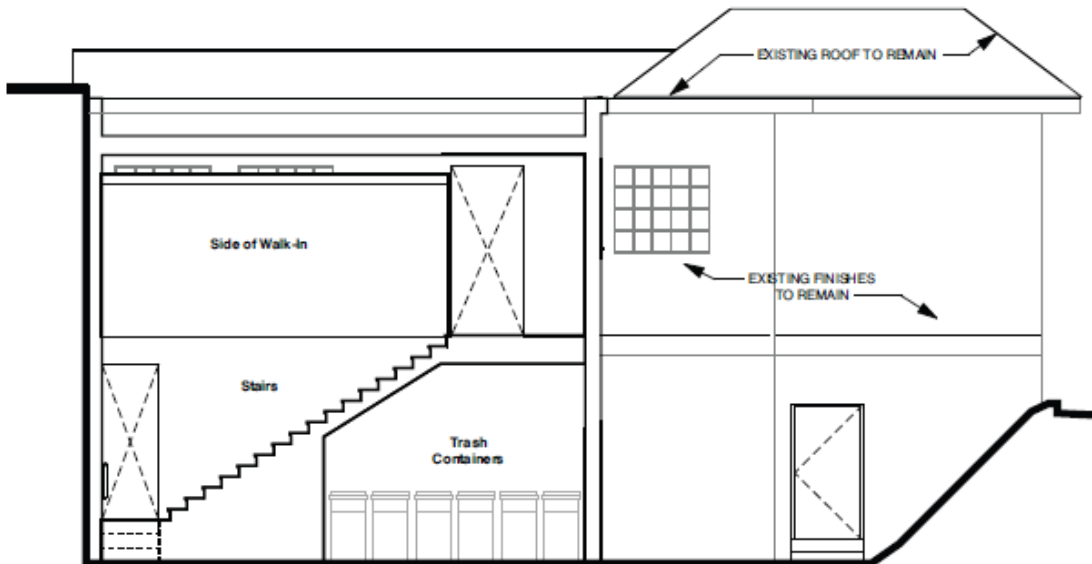 EXISTING ROOF TO REMAIN
Side of Walk-In
EXISTING FINISHES
TO REMAIN
Stairs
Trash
Containers